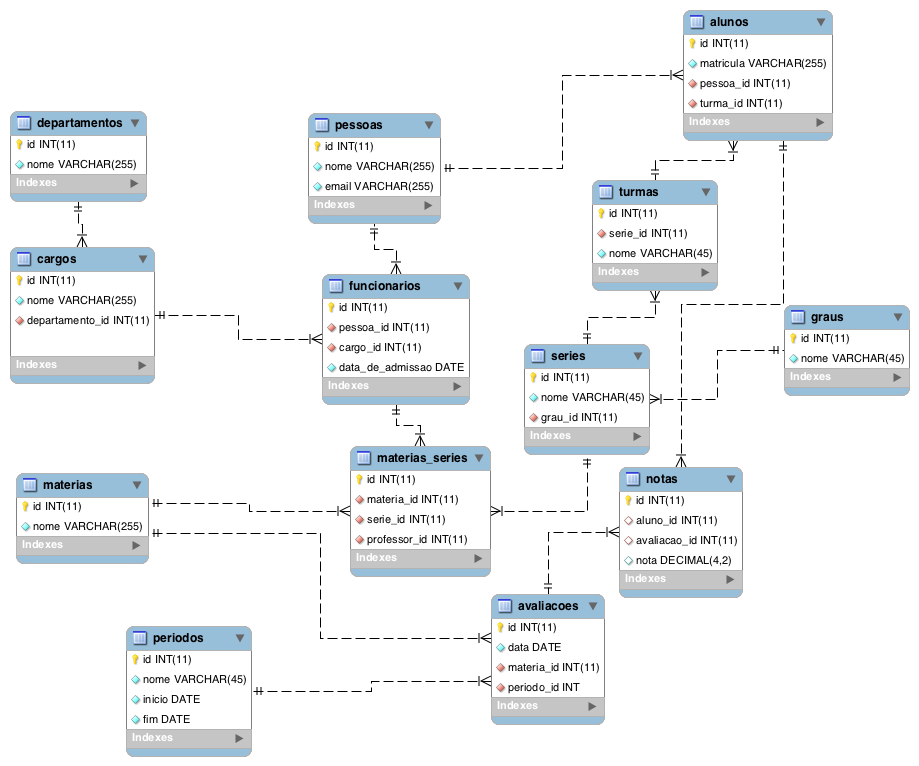 alunos
id INT(11)
matricula VARCHAR(255)
pessoa_id INT(11)
turma_id INT(11)
Indexes
departamentos
id INT(11)
nome VARCHAR(255)
Indexes
pessoas
id INT(11)
nome VARCHAR(255)
email VARCHAR(255)
Indexes
turmas
id INT(11)
serie_id INT(11)
nome VARCHAR(45)
Indexes
cargos
id INT(11)
nome VARCHAR(255)
departamento_id INT(11)
Indexes
funcionarios
id INT(11)
pessoa_id INT(11)
cargo_id INT(11)
data_de_admissao DATE
Indexes
graus
id INT(11)
nome VARCHAR(45)
Indexes
series
id INT(11)
nome VARCHAR(45)
grau_id INT(11)
Indexes
materias_series
id INT(11)
materia_id INT(11)
serie_id INT(11)
professor_id INT(11)
Indexes
materias
id INT(11)
nome VARCHAR(255)
Indexes
notas
id INT(11)
aluno_id INT(11)
avaliacao_id INT(11)
nota DECIMAL(4,2)
Indexes
avaliacoes
id INT(11)
data DATE
materia_id INT(11)
periodo_id INT
Indexes
periodos
id INT(11)
nome VARCHAR(45)
inicio DATE
fim DATE
Indexes